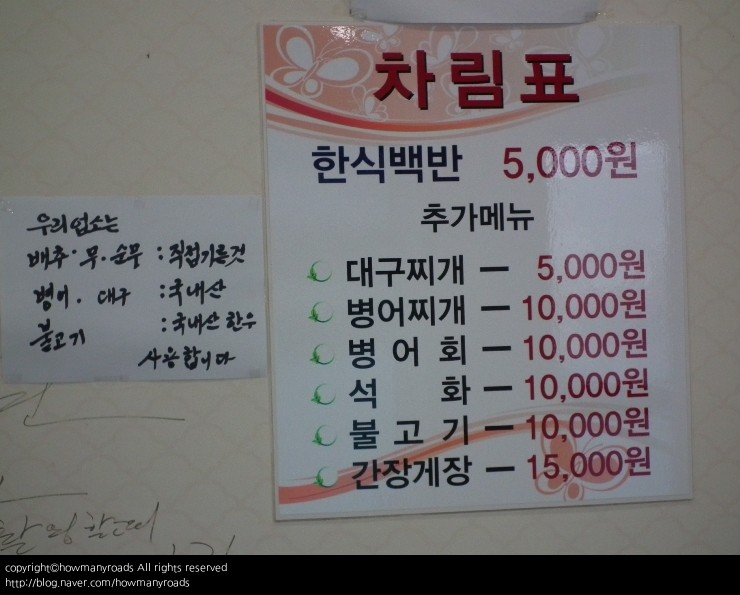 차림표
한식백반 5,000원
추가메뉴
대구찌개 — 5,000원
병어찌개 — 10,000원
병어회 — 10,000원
석화 — 10,000원
불고기 — 10,000원
간장게장 — 15,000원
우리업소는
배추·무·순무 : 직접기른것
병어. 대구 : 국내산
불고기 : 국내산 한우
사용합니다
copyright©howmanyroads All rights reserved
http://blog.naver.com/howmanyroads